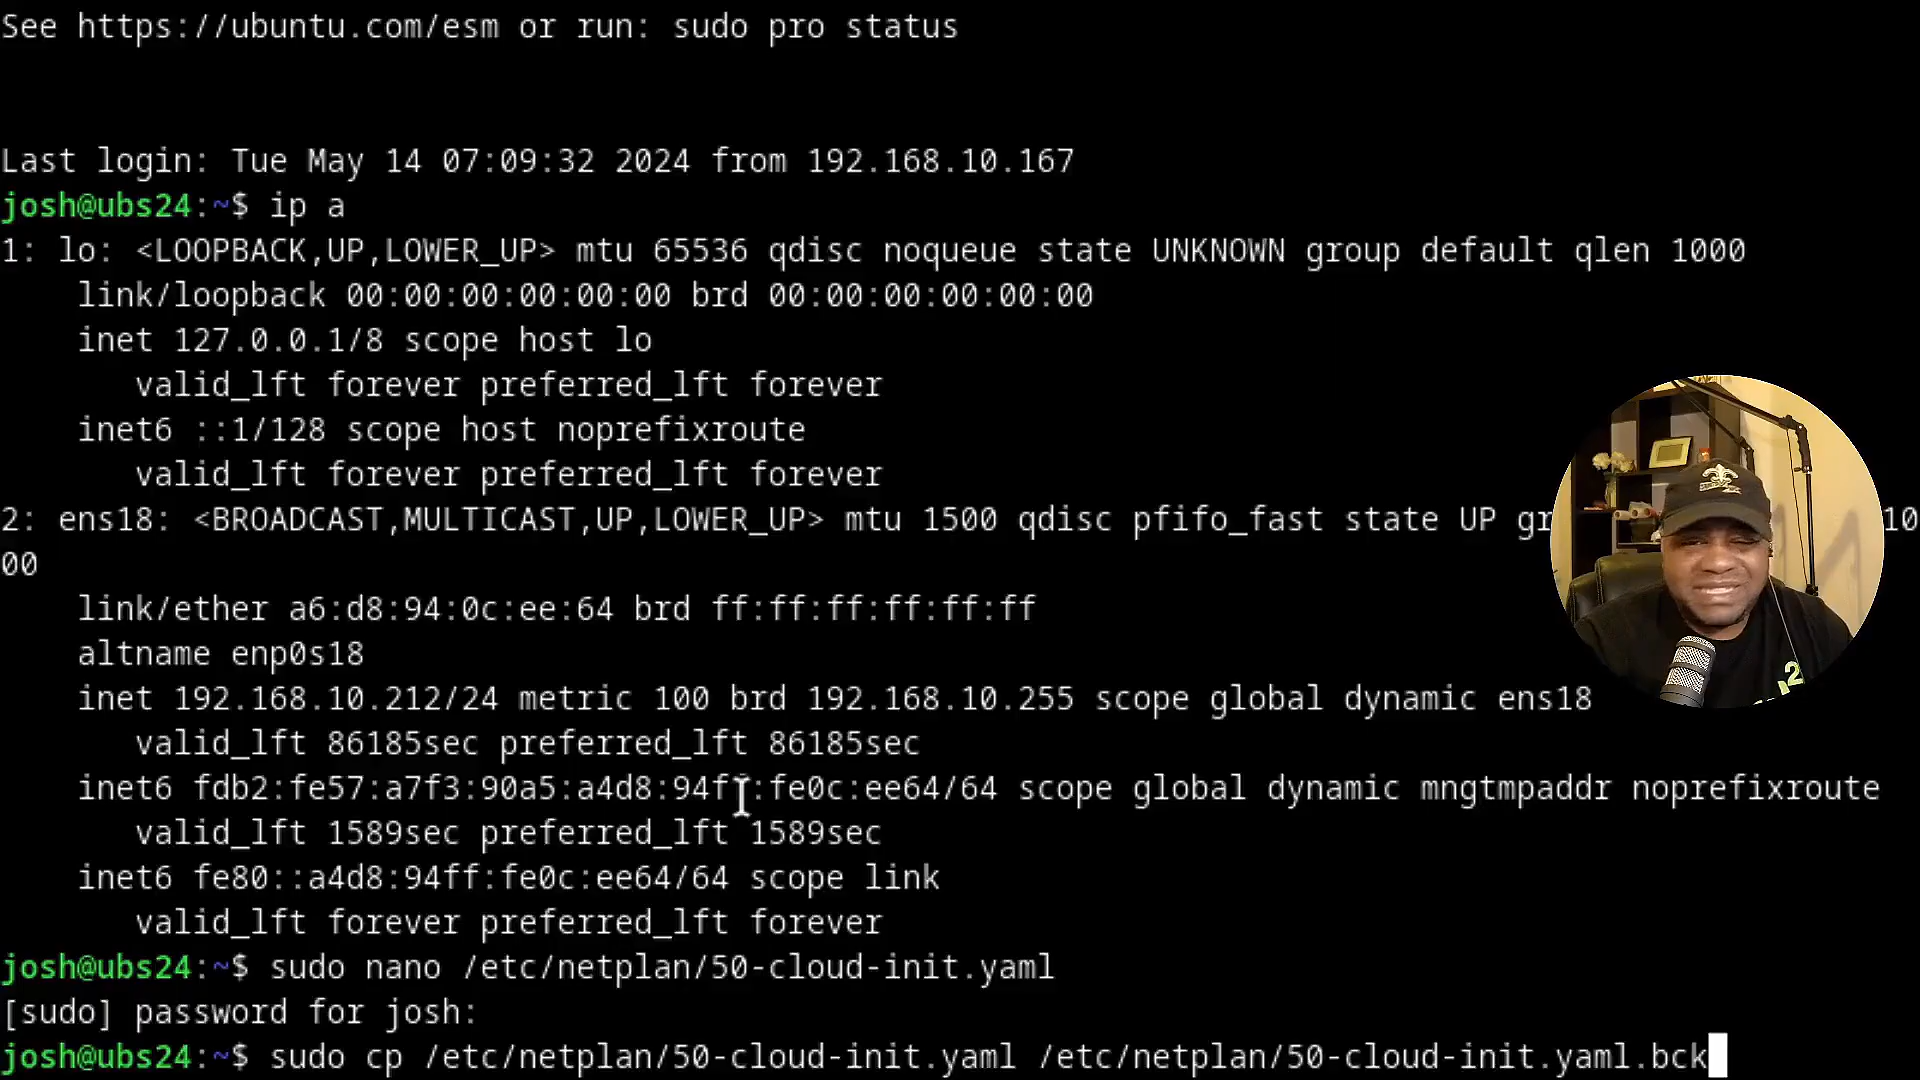 See https://ubuntu.com/esm or run: sudo pro status
Last login: Tue May 14 07:09:32 2024 from 192.168.10.167
josh@ubs24:~$ ip a
1: lo: <LOOPBACK,UP,LOWER_UP> mtu 65536 qdisc noqueue state UNKNOWN group default qlen 1000
link/loopback 00:00:00:00:00:00 brd 00:00:00:00:00:00
inet 127.0.0.1/8 scope host lo
valid_lft forever preferred_lft forever
inet6 ::1/128 scope host noprefixroute
valid_lft forever preferred_lft forever
2: ens18: <BROADCAST,MULTICAST,UP,LOWER_UP> mtu 1500 qdisc pfifo_fast state UP gr 10
00
link/ether a6:d8:94:0c:ee:64 brd ff:ff:ff:ff:ff:ff
altname enp0s18
inet 192.168.10.212/24 metric 100 brd 192.168.10.255 scope global dynamic ens18
valid_lft 86185sec preferred_lft 86185sec
inet6 fdb2:fe57:a7f3:90a5:a4d8:94ff:fe0c:ee64/64 scope global dynamic mngtmpaddr noprefixroute
valid_lft 1589sec preferred_lft 1589sec
inet6 fe80::a4d8:94ff:fe0c:ee64/64 scope link
valid_lft forever preferred_lft forever
josh@ubs24:~$ sudo nano /etc/netplan/50-cloud-init.yaml
[sudo] password for josh:
josh@ubs24:~$ sudo cp /etc/netplan/50-cloud-init.yaml /etc/netplan/50-cloud-init.yaml.bck